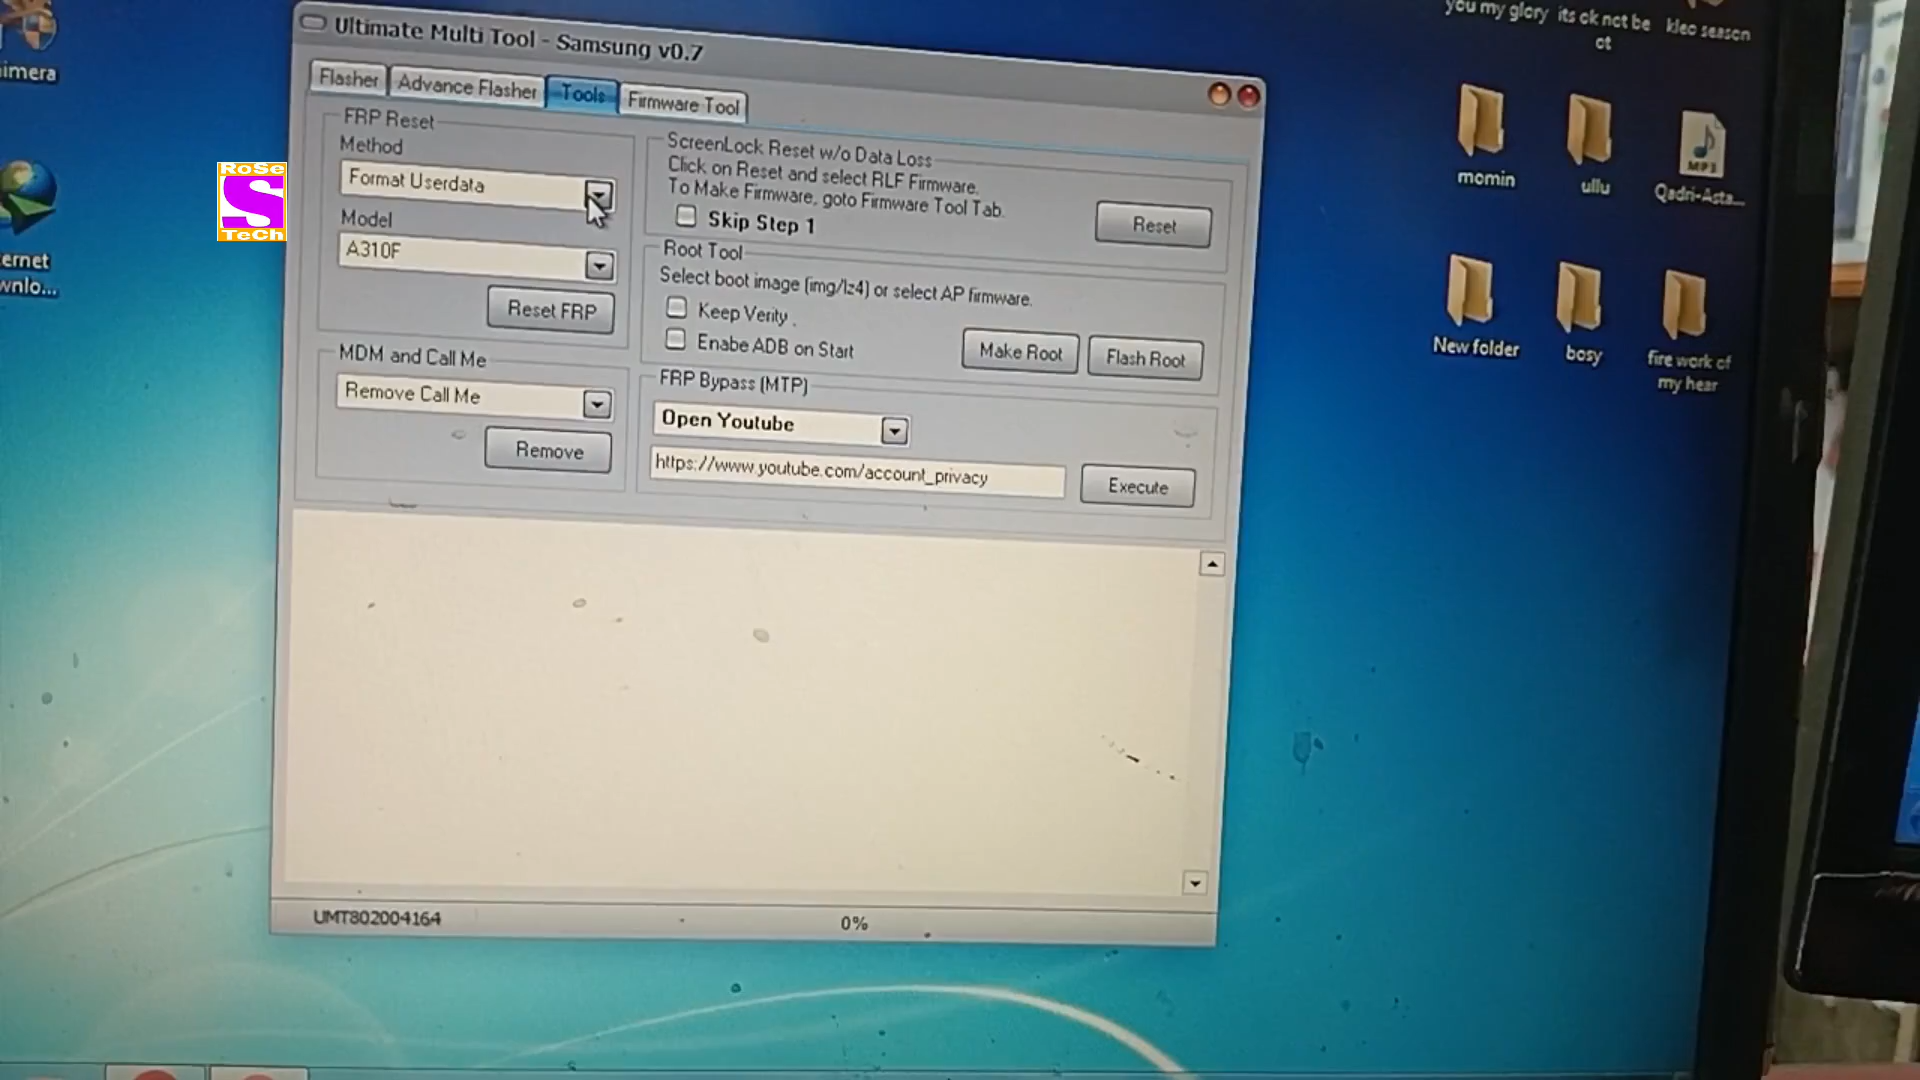 Ultimate Multi Tool - Samsung v0.7
Flasher
Advance Flasher
Tools
Firmware Tool
FRP Reset
Method
Format Userdata
Model
A310F
Reset FRP
MDM and Call Me
Remove Call Me
Remove
ScreenLock Reset w/o Data Loss
Click on Reset and select RLF Firmware.
To Make Firmware, goto Firmware Tool Tab.
Skip Step 1
Reset
Root Tool
Select boot image (img/lz4) or select AP firmware.
Keep Verity
Enabe ADB on Start
Make Root
Flash Root
FRP Bypass (MTP)
Open Youtube
https://www.youtube.com/account_privacy
Execute
UMT802004164
0%
RoSe
S
TeCh
imera
ernet
wnlo...
you my glory
its ok not be
ot
kleo season
momin
ullu
MP3
Qadri-Asta...
New folder
bosy
fire work of
my hear